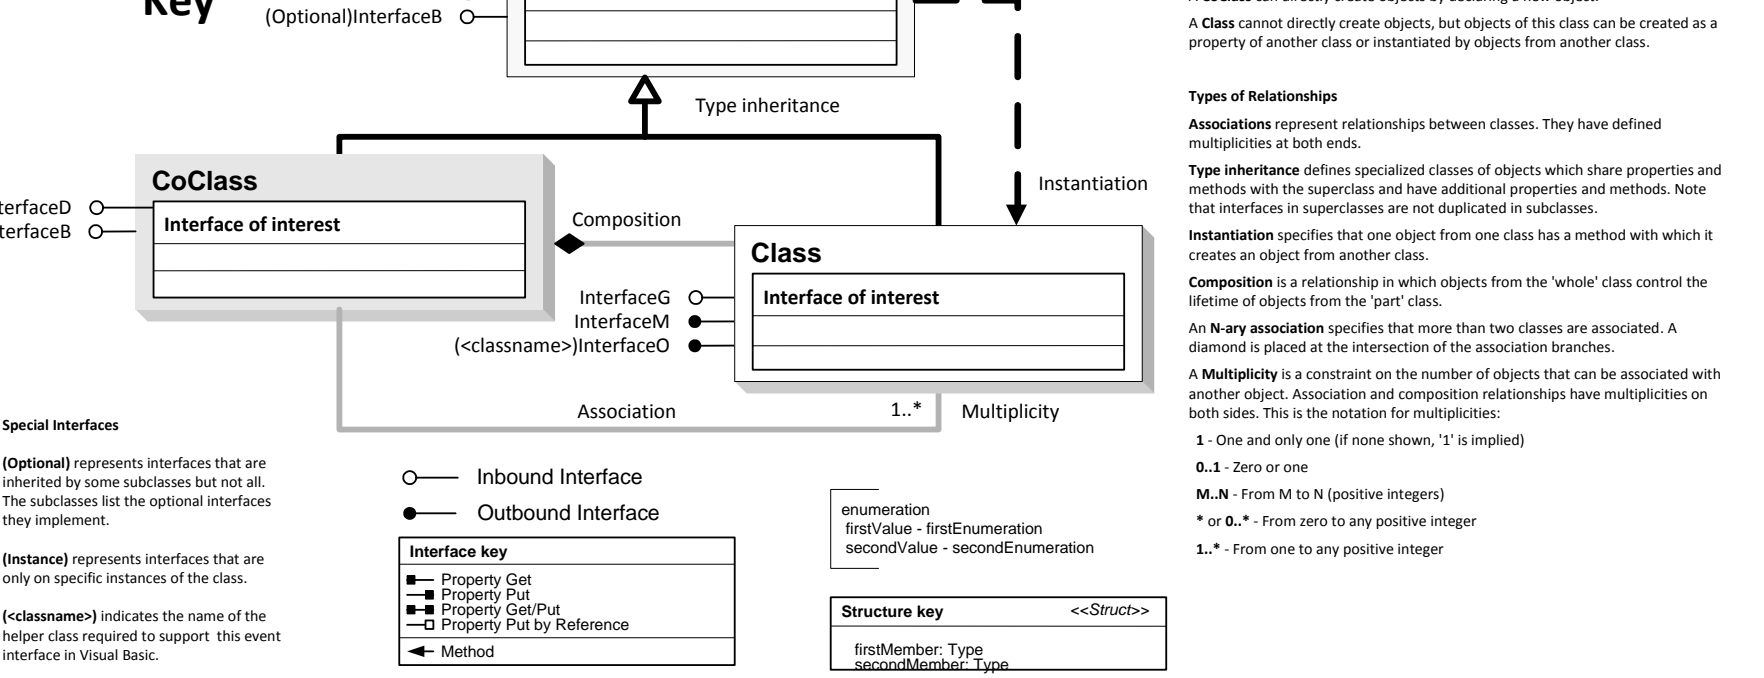 Key
(Optional)InterfaceB
Type inheritance
CoClass
Interface of interest
terfaceD
terfaceB
Composition
Instantiation
Class
Interface of interest
InterfaceG
InterfaceM
(<classname>)InterfaceO
Association
1..*
Multiplicity
Special Interfaces
(Optional) represents interfaces that are
inherited by some subclasses but not all.
The subclasses list the optional interfaces
they implement.
(Instance) represents interfaces that are
only on specific instances of the class.
(<classname>) indicates the name of the
helper class required to support this event
interface in Visual Basic.
Inbound Interface
Outbound Interface
Interface key
Property Get
Property Put
Property Get/Put
Property Put by Reference
Method
enumeration
firstValue - firstEnumeration
secondValue - secondEnumeration
Structure key <<Struct>>
firstMember: Type
secondMember: Type
A CoClass can directly create objects by declaring a new object.
A Class cannot directly create objects, but objects of this class can be created as a
property of another class or instantiated by objects from another class.
Types of Relationships
Associations represent relationships between classes. They have defined
multiplicities at both ends.
Type inheritance defines specialized classes of objects which share properties and
methods with the superclass and have additional properties and methods. Note
that interfaces in superclasses are not duplicated in subclasses.
Instantiation specifies that one object from one class has a method with which it
creates an object from another class.
Composition is a relationship in which objects from the 'whole' class control the
lifetime of objects from the 'part' class.
An N-ary association specifies that more than two classes are associated. A
diamond is placed at the intersection of the association branches.
A Multiplicity is a constraint on the number of objects that can be associated with
another object. Association and composition relationships have multiplicities on
both sides. This is the notation for multiplicities:
1 - One and only one (if none shown, '1' is implied)
0..1 - Zero or one
M..N - From M to N (positive integers)
* or 0..* - From zero to any positive integer
1..* - From one to any positive integer